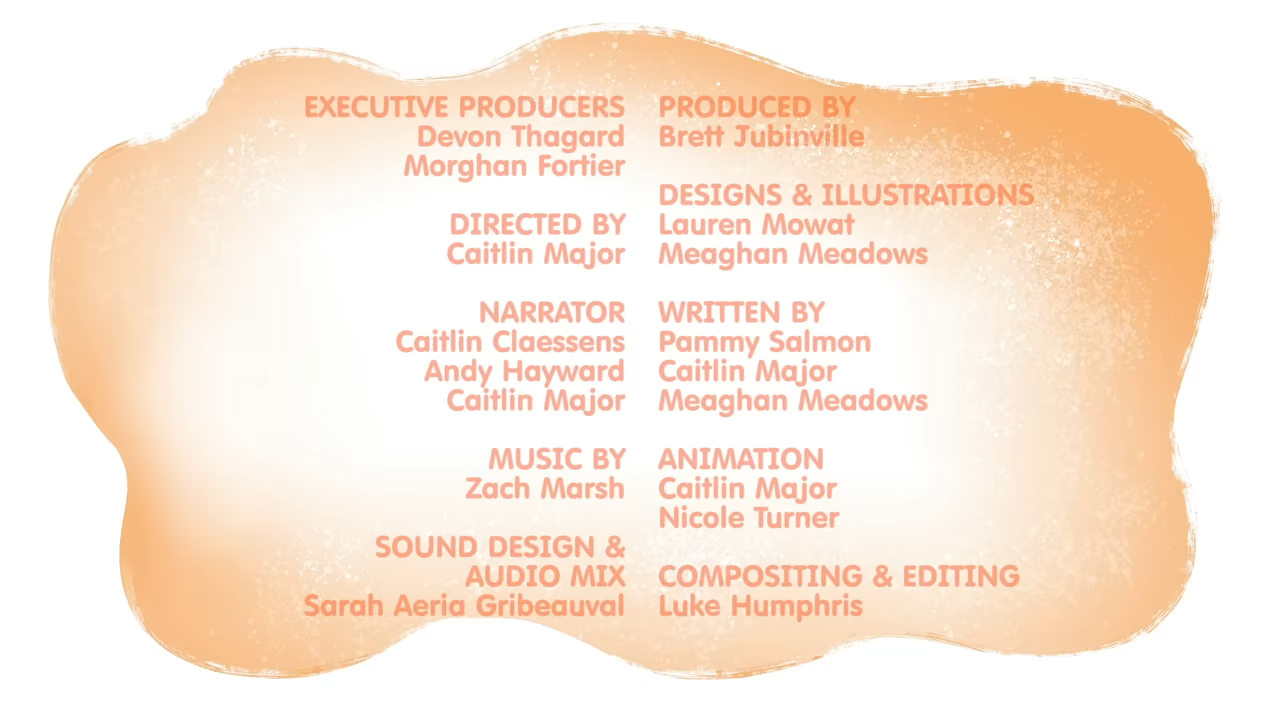 EXECUTIVE PRODUCERS
Devon Thagard
Morghan Fortier
DIRECTED BY
Caitlin Major
NARRATOR
Caitlin Claessens
Andy Hayward
Caitlin Major
MUSIC BY
Zach Marsh
SOUND DESIGN &
AUDIO MIX
Sarah Aeria Gribeauval
PRODUCED BY
Brett Jubinville
DESIGNS & ILLUSTRATIONS
Lauren Mowat
Meaghan Meadows
WRITTEN BY
Pammy Salmon
Caitlin Major
Meaghan Meadows
ANIMATION
Caitlin Major
Nicole Turner
COMPOSITING & EDITING
Luke Humphris